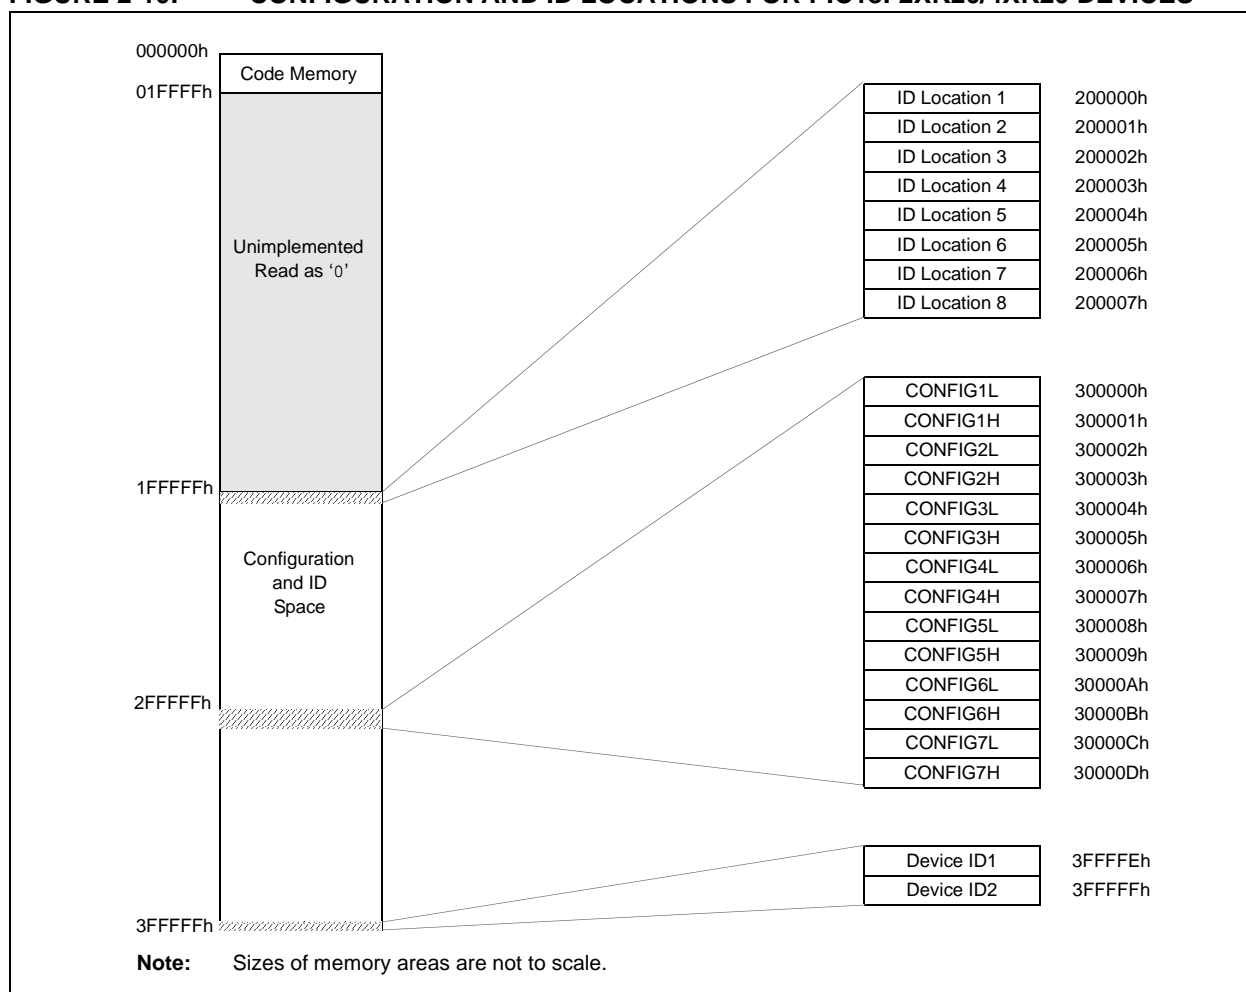 000000h
Code Memory
01FFFFh
Unimplemented
Read as ‘0’
1FFFFFh
Configuration
and ID
Space
2FFFFFh
3FFFFFh
ID Location 1 200000h
ID Location 2 200001h
ID Location 3 200002h
ID Location 4 200003h
ID Location 5 200004h
ID Location 6 200005h
ID Location 7 200006h
ID Location 8 200007h
CONFIG1L 300000h
CONFIG1H 300001h
CONFIG2L 300002h
CONFIG2H 300003h
CONFIG3L 300004h
CONFIG3H 300005h
CONFIG4L 300006h
CONFIG4H 300007h
CONFIG5L 300008h
CONFIG5H 300009h
CONFIG6L 30000Ah
CONFIG6H 30000Bh
CONFIG7L 30000Ch
CONFIG7H 30000Dh
Device ID1 3FFFFEh
Device ID2 3FFFFFh
Note: Sizes of memory areas are not to scale.